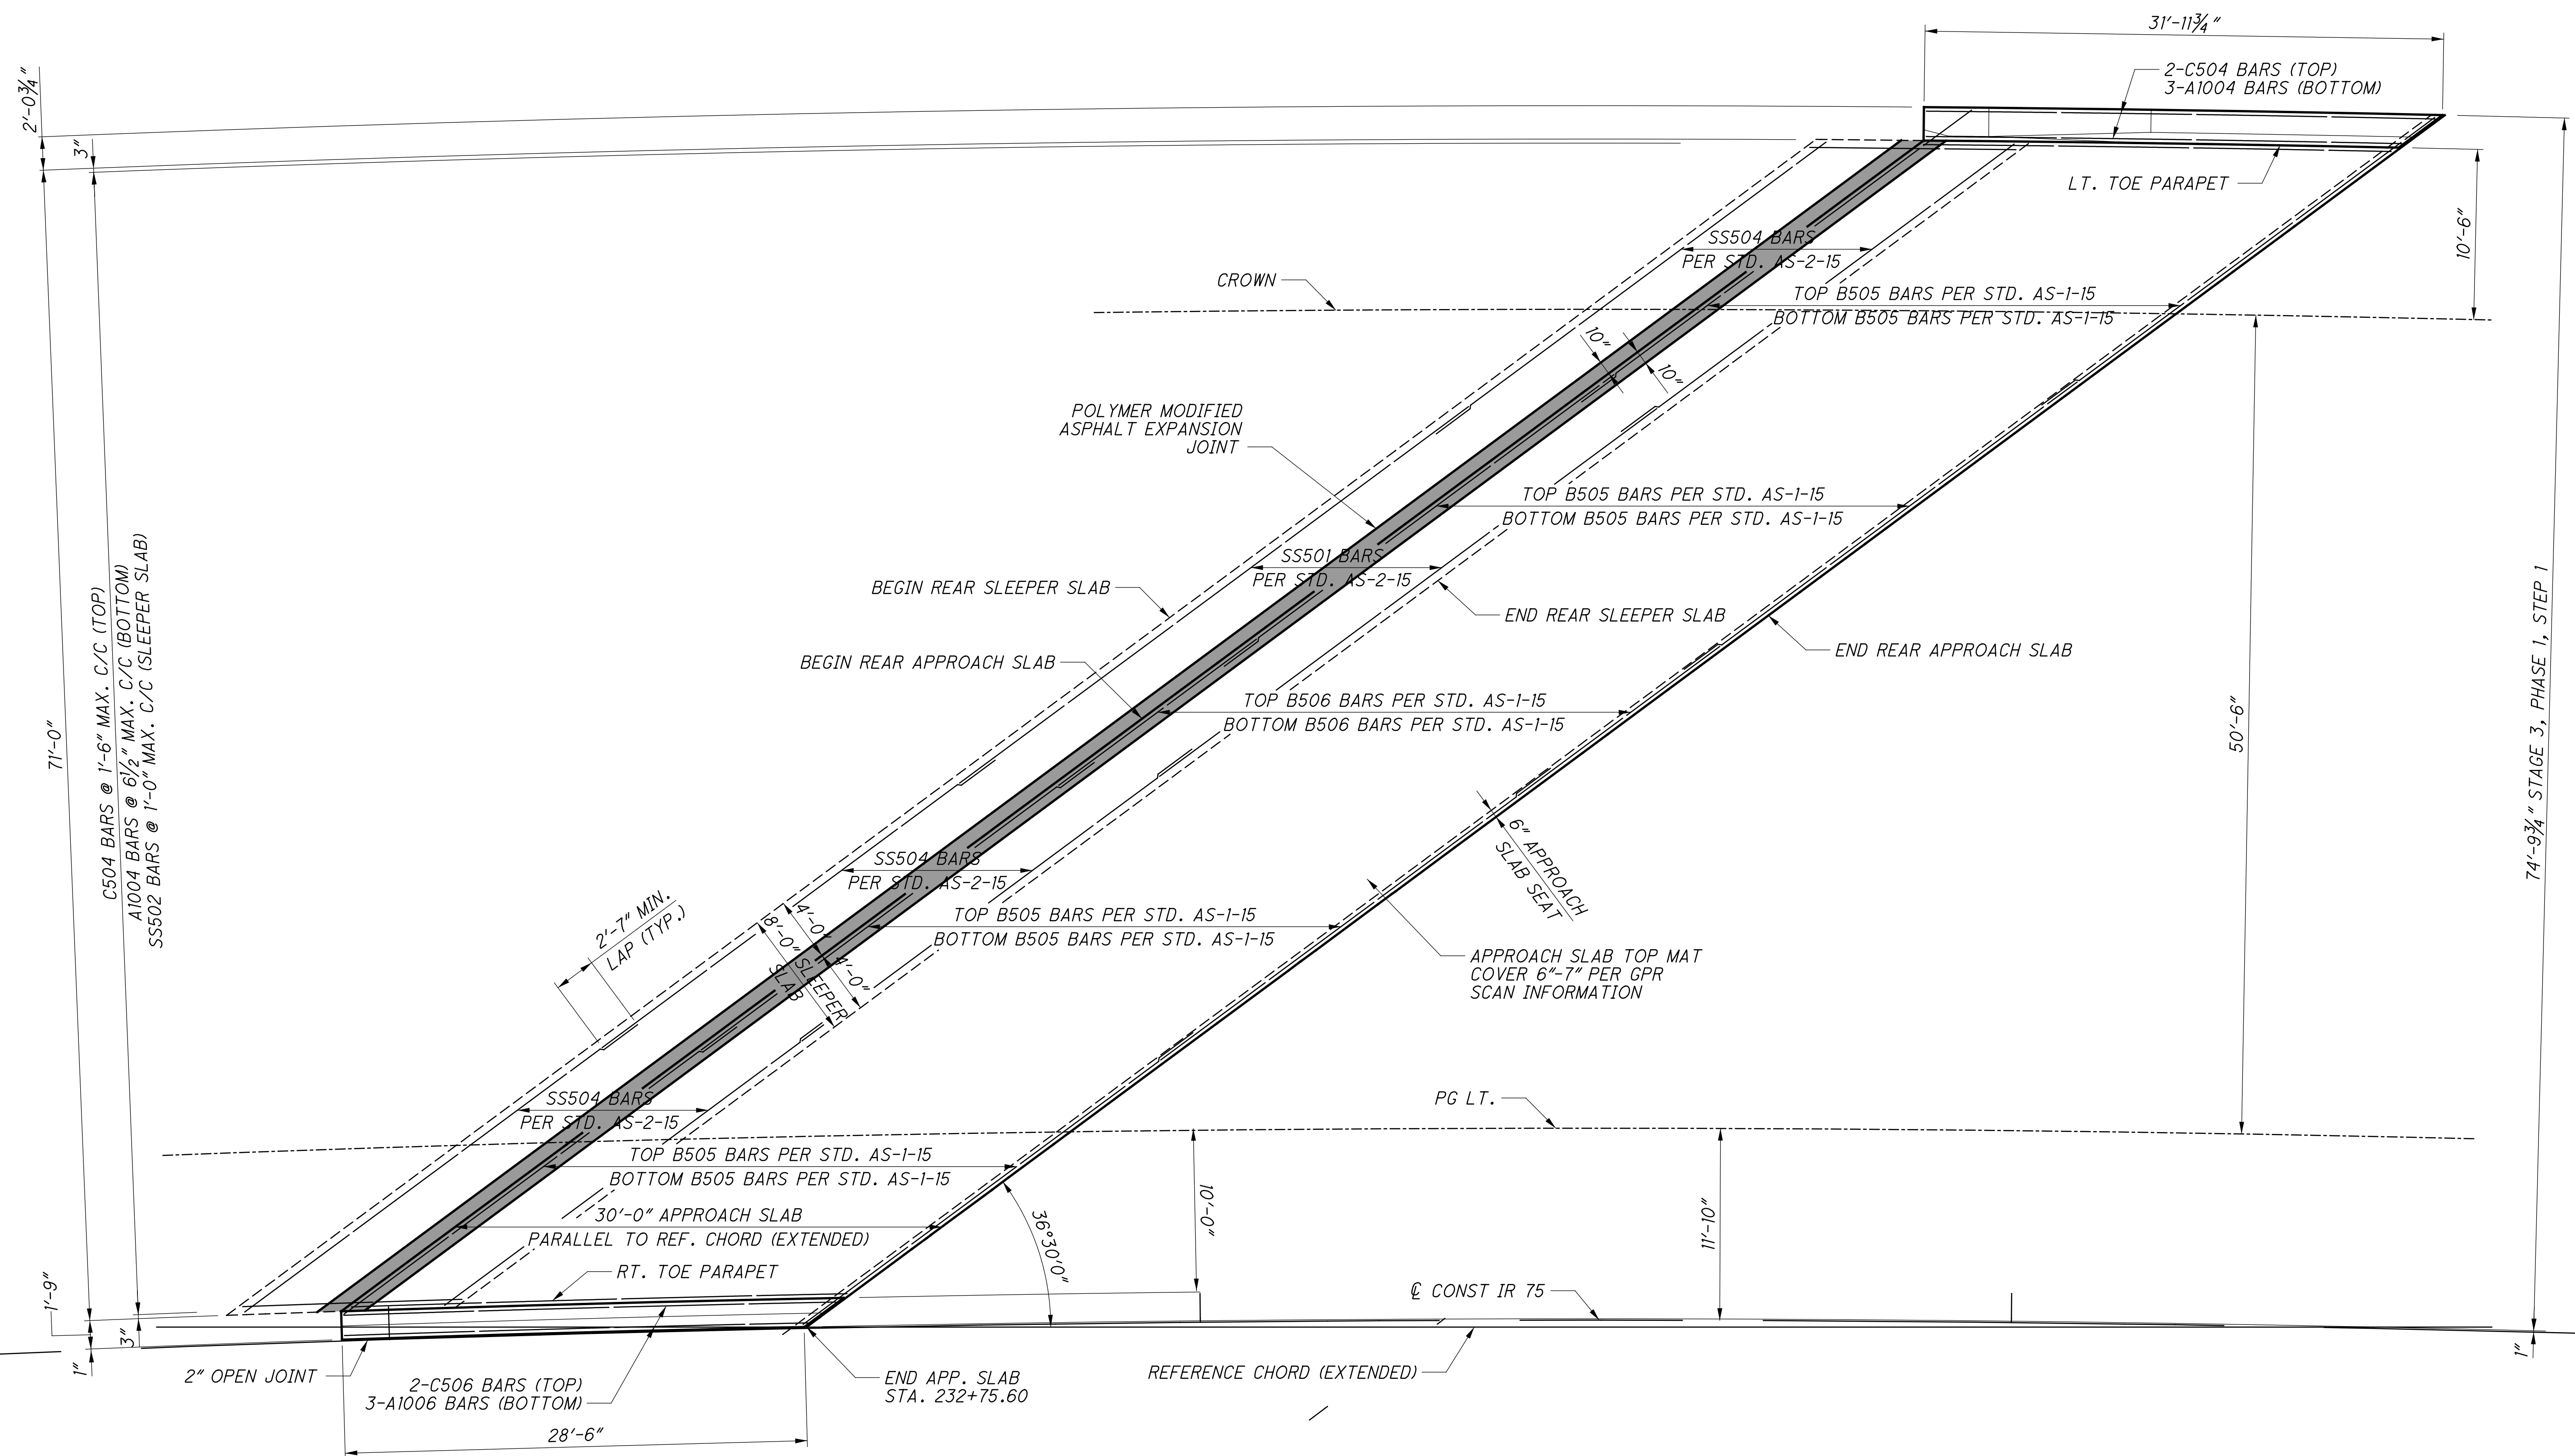 31'-11¾"
2-C504 BARS (TOP)
3-A1004 BARS (BOTTOM)
2'-0¾"
3"
LT. TOE PARAPET
10'-6"
SS504 BARS
PER STD. AS-2-15
CROWN
TOP B505 BARS PER STD. AS-1-15
BOTTOM B505 BARS PER STD. AS-1-15
10"
10"
POLYMER MODIFIED
ASPHALT EXPANSION
JOINT
TOP B505 BARS PER STD. AS-1-15
BOTTOM B505 BARS PER STD. AS-1-15
SS501 BARS
PER STD. AS-2-15
BEGIN REAR SLEEPER SLAB
END REAR SLEEPER SLAB
END REAR APPROACH SLAB
BEGIN REAR APPROACH SLAB
TOP B506 BARS PER STD. AS-1-15
BOTTOM B506 BARS PER STD. AS-1-15
71'-0"
C504 BARS @ 1'-6" MAX. C/C (TOP)
A1004 BARS @ 6½" MAX. C/C (BOTTOM)
SS502 BARS @ 1'-0" MAX. C/C (SLEEPER SLAB)
50'-6"
74'-9¾" STAGE 3, PHASE 1, STEP 1
6" APPROACH
SLAB SEAT
SS504 BARS
PER STD. AS-2-15
2'-7" MIN.
LAP (TYP.)
4'-0"
8'-0" SLEEPER
SLAB
4'-0"
TOP B505 BARS PER STD. AS-1-15
BOTTOM B505 BARS PER STD. AS-1-15
APPROACH SLAB TOP MAT
COVER 6"-7" PER GPR
SCAN INFORMATION
SS504 BARS
PER STD. AS-2-15
PG LT.
TOP B505 BARS PER STD. AS-1-15
BOTTOM B505 BARS PER STD. AS-1-15
30'-0" APPROACH SLAB
PARALLEL TO REF. CHORD (EXTENDED)
36°30'0"
10'-0"
11'-10"
RT. TOE PARAPET
℄ CONST IR 75
1'-9"
3"
1"
1"
2" OPEN JOINT
2-C506 BARS (TOP)
3-A1006 BARS (BOTTOM)
END APP. SLAB
STA. 232+75.60
REFERENCE CHORD (EXTENDED)
28'-6"